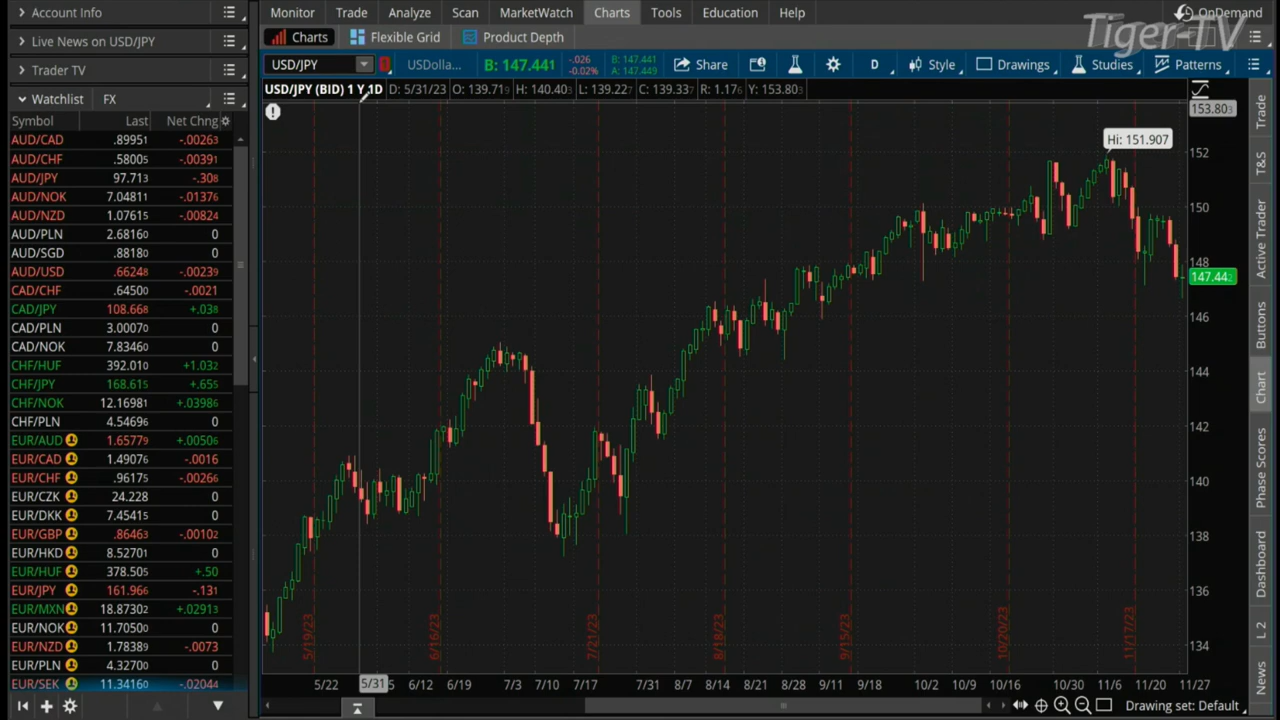 Account Info
Live News on USD/JPY
Trader TV
Watchlist FX
Symbol Last Net Chng
AUD/CAD .89951 -.00263
AUD/CHF .58005 -.00391
AUD/JPY 97.713 -.308
AUD/NOK 7.04811 -.01376
AUD/NZD 1.07615 -.00824
AUD/PLN 2.68160 0
AUD/SGD .88180 0
AUD/USD .66248 -.00239
CAD/CHF .64500 -.0021
CAD/JPY 108.668 +.038
CAD/PLN 3.00070 0
CAD/NOK 7.83460 0
CHF/HUF 392.010 +1.032
CHF/JPY 168.615 +.655
CHF/NOK 12.16981 +.03986
CHF/PLN 4.54696 0
EUR/AUD 1.65779 +.00506
EUR/CAD 1.49076 -.0016
EUR/CHF .96175 -.00266
EUR/CZK 24.228 0
EUR/DKK 7.45415 0
EUR/GBP .86463 -.00102
EUR/HKD 8.52701 0
EUR/HUF 378.505 +.50
EUR/JPY 161.966 -.131
EUR/MXN 18.87302 +.02913
EUR/NOK 11.70500 0
EUR/NZD 1.78389 -.0073
EUR/PLN 4.32700 0
EUR/SEK 11.34160 -.02044
Monitor Trade Analyze Scan MarketWatch Charts Tools Education Help
OnDemand
Tiger-TV
Charts Flexible Grid Product Depth
USD/JPY USDolla... B: 147.441 -.026 -0.02% B: 147.441 A: 147.449 Share D Style Drawings Studies Patterns
USD/JPY (BID) 1 Y 1D D: 5/31/23 O: 139.719 H: 140.403 L: 139.227 C: 139.337 R: 1.176 Y: 153.803
153.803
Hi: 151.907
152
150
148
147.442
146
144
142
140
138
136
134
5/19/23 6/16/23 7/21/23 8/18/23 9/15/23 10/20/23 11/17/23
5/22 5/31 5 6/12 6/19 7/3 7/10 7/17 7/31 8/7 8/14 8/21 8/28 9/11 9/18 10/2 10/9 10/16 10/30 11/6 11/20 11/27
Drawing set: Default
Trade
T&S
Active Trader
Buttons
Chart
Phase Scores
Dashboard
L 2
News